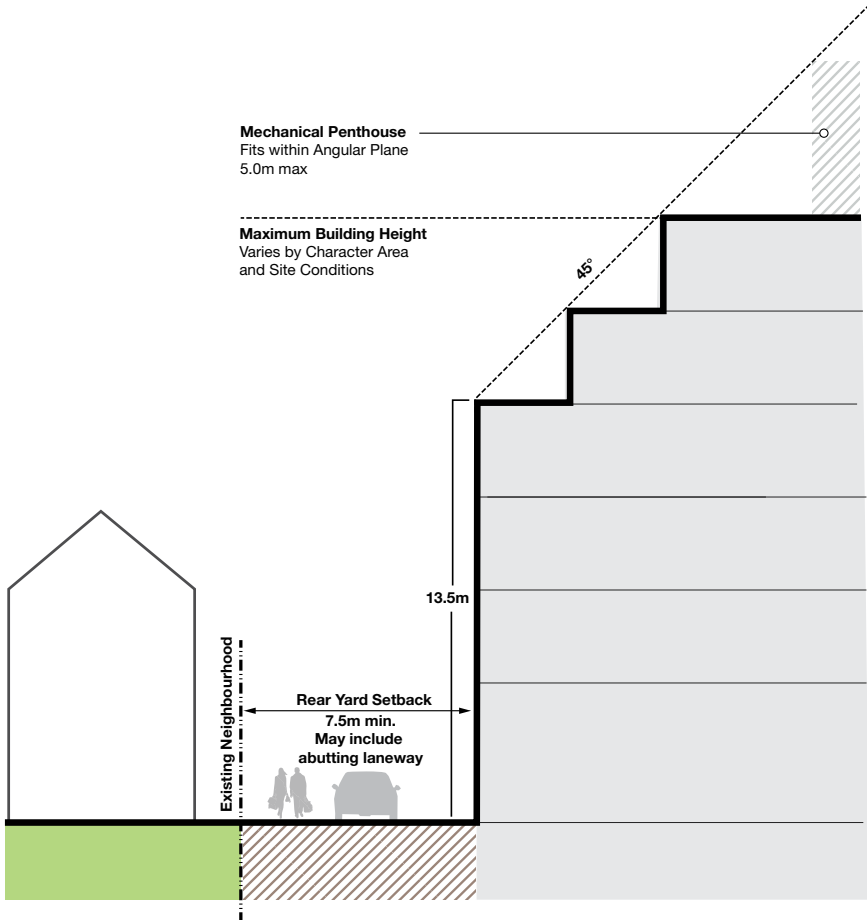 Mechanical Penthouse
Fits within Angular Plane
5.0m max
Maximum Building Height
Varies by Character Area
and Site Conditions
45°
13.5m
Existing Neighbourhood
Rear Yard Setback
7.5m min.
May include
abutting laneway